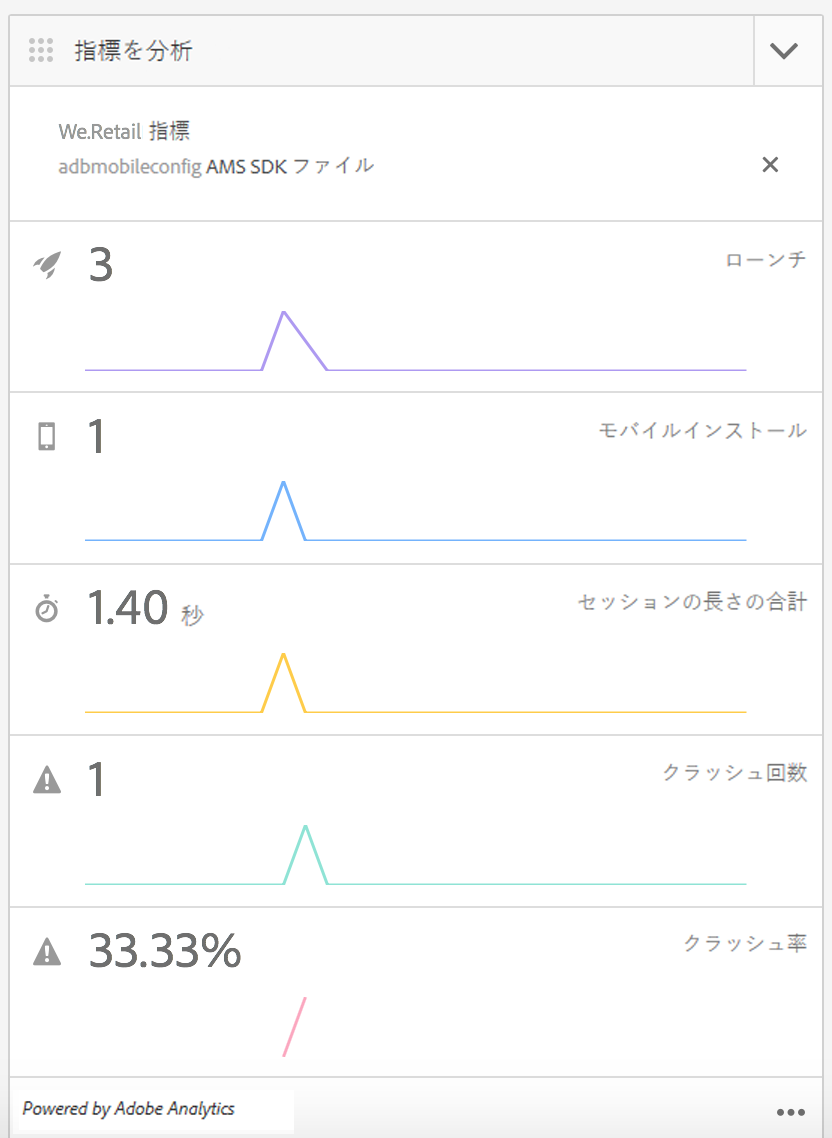 指標を分析
We.Retail 指標
adbmobileconfig AMS SDK ファイル
3
ローンチ
1
モバイルインストール
1.40 秒
セッションの長さの合計
1
クラッシュ回数
33.33%
クラッシュ率
Powered by Adobe Analytics